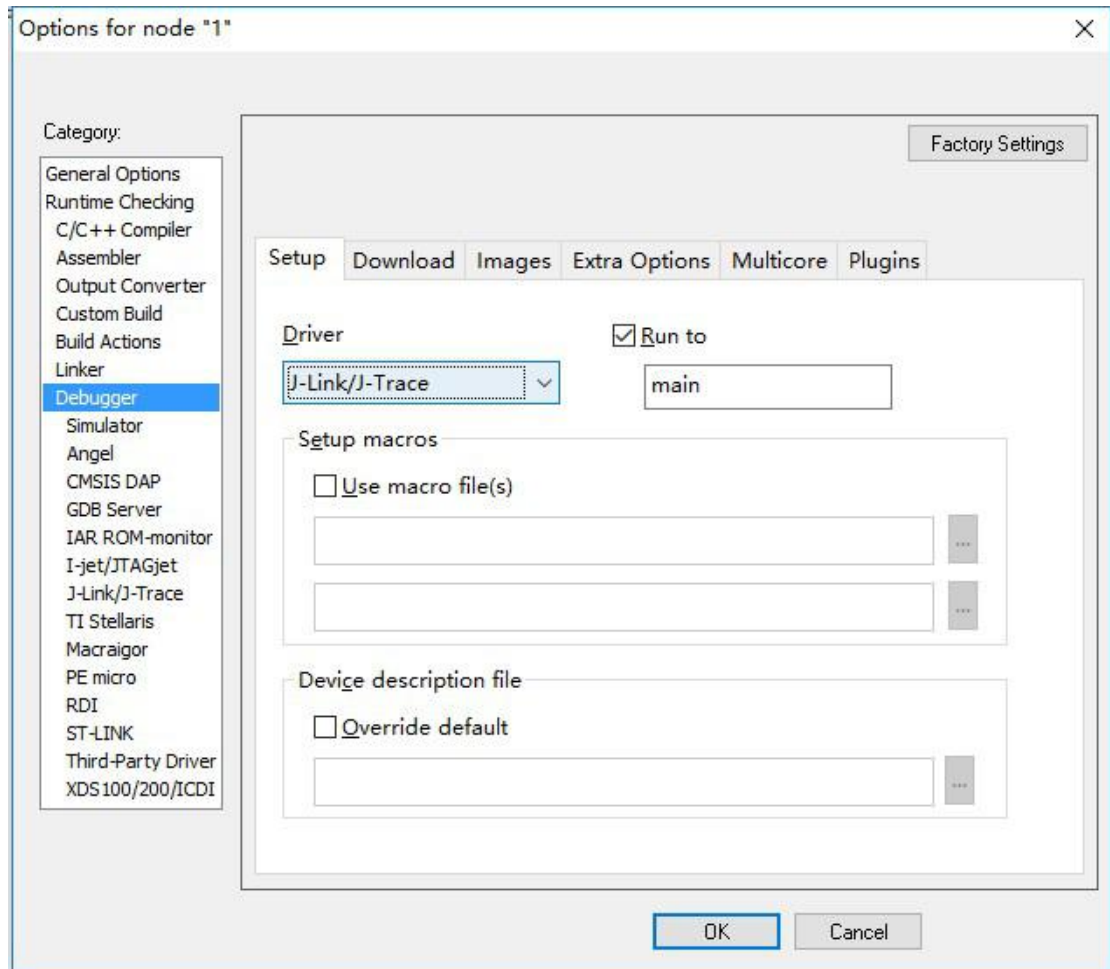 Options for node "1"
Category:
Factory Settings
General Options
Runtime Checking
C/C++ Compiler
Assembler
Output Converter
Custom Build
Build Actions
Linker
Debugger
Simulator
Angel
CMSIS DAP
GDB Server
IAR ROM-monitor
I-jet/JTAGjet
J-Link/J-Trace
TI Stellaris
Macraigor
PE micro
RDI
ST-LINK
Third-Party Driver
XDS100/200/ICDI
Setup Download Images Extra Options Multicore Plugins
Driver
Run to
J-Link/J-Trace
main
Setup macros
Use macro file(s)
...
...
Device description file
Override default
...
OK Cancel